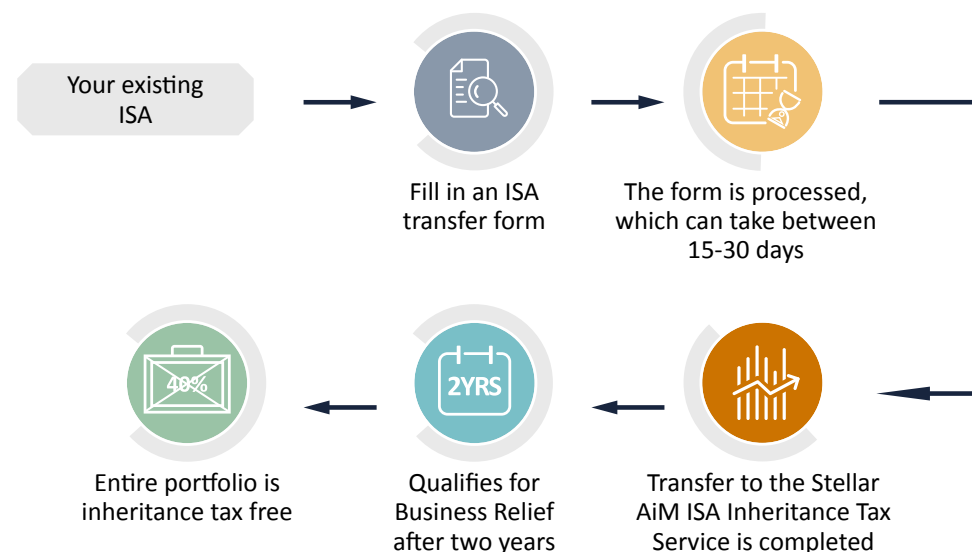 Your existing
ISA
Fill in an ISA
transfer form
The form is processed,
which can take between
15-30 days
40%
2YRS
Entire portfolio is
inheritance tax free
Qualifies for
Business Relief
after two years
Transfer to the Stellar
AiM ISA Inheritance Tax
Service is completed